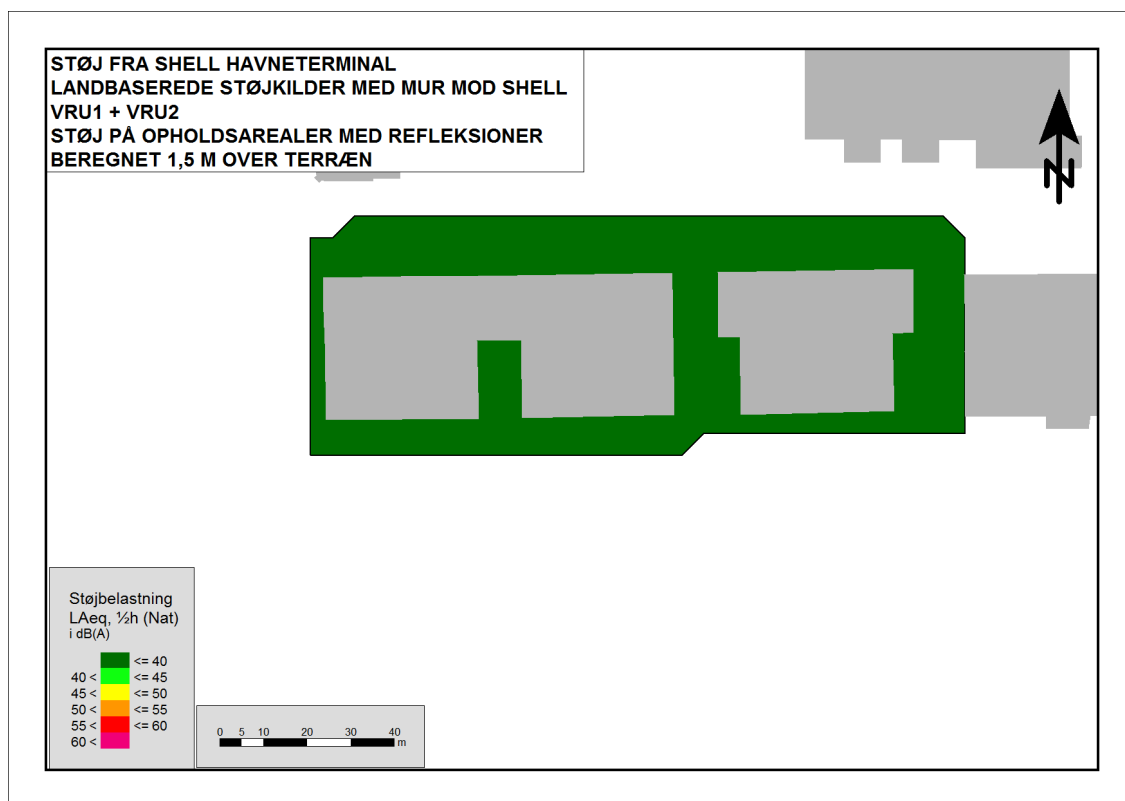 STØJ FRA SHELL HAVNETERMINAL
LANDBASEREDE STØJKILDER MED MUR MOD SHELL
VRU1 + VRU2
STØJ PÅ OPHOLDSAREALER MED REFLEKSIONER
BEREGNET 1,5 M OVER TERRÆN
N
Støjbelastning
LAeq, ½h (Nat)
i dB(A)
<= 40
40 < <= 45
45 < <= 50
50 < <= 55
55 < <= 60
60 <
0 5 10 20 30 40
m